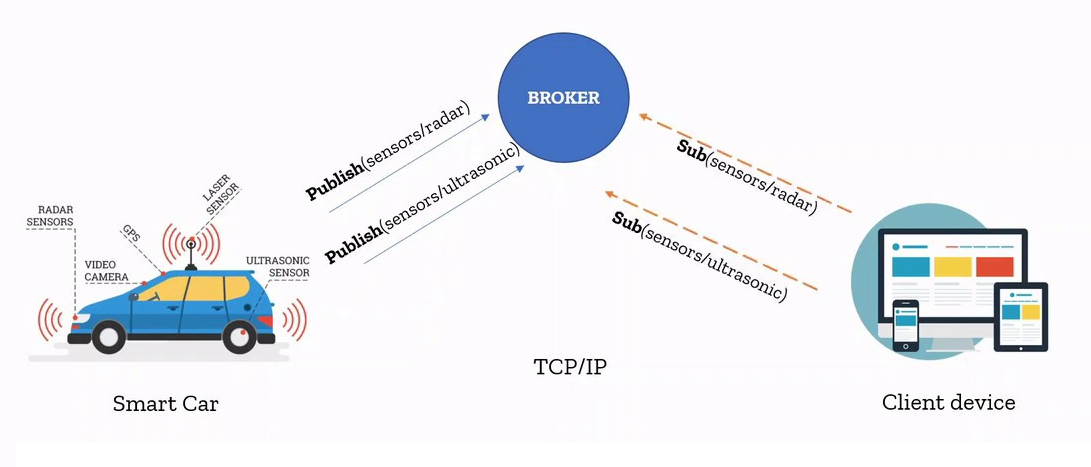 BROKER
Publish(sensors/radar)
Publish(sensors/ultrasonic)
Sub(sensors/radar)
Sub(sensors/ultrasonic)
LASER
SENSOR
RADAR
SENSORS
GPS
VIDEO
CAMERA
ULTRASONIC
SENSOR
TCP/IP
Smart Car
Client device